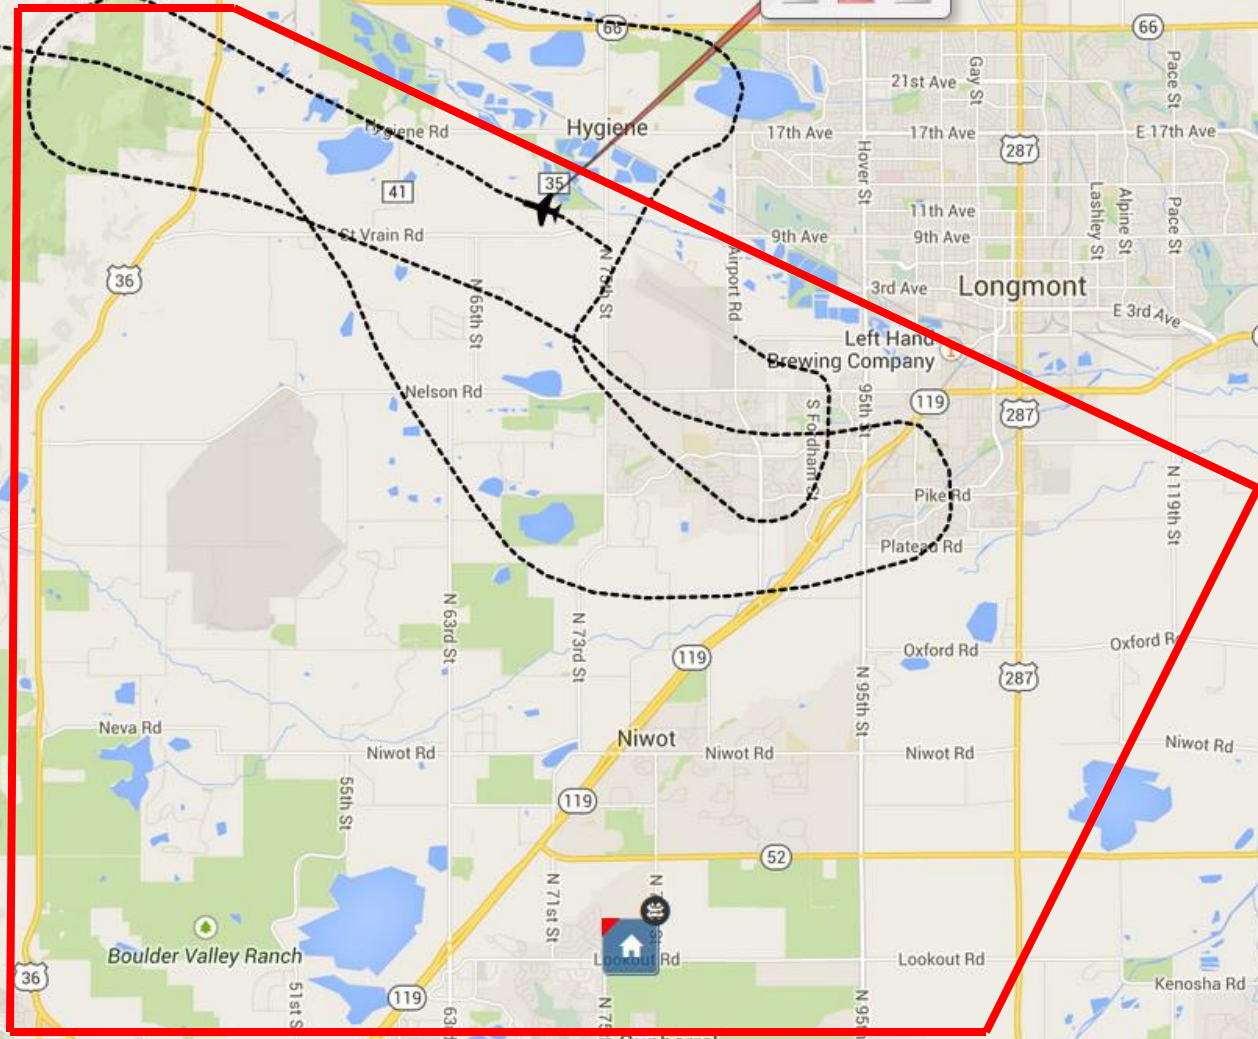 66
66
21st Ave
Gay St
Pace St
Hygiene Rd
Hygiene
17th Ave
17th Ave
E 17th Ave
287
Hover St
41
35
11th Ave
Lashley St
Alpine St
Pace St
St Vrain Rd
9th Ave
9th Ave
36
N 65th St
N 75th St
Airport Rd
3rd Ave
Longmont
E 3rd Ave
Left Hand
Brewing Company
Nelson Rd
95th St
119
287
S Fordham St
Pike Rd
N 119th St
Plateau Rd
N 63rd St
N 73rd St
119
Oxford Rd
Oxford Rd
287
N 95th St
Neva Rd
Niwot
Niwot Rd
Niwot Rd
Niwot Rd
Niwot Rd
55th St
119
52
N 71st St
Boulder Valley Ranch
Lookout Rd
Lookout Rd
36
51st S
119
Kenosha Rd
63r
N 75
N 95t